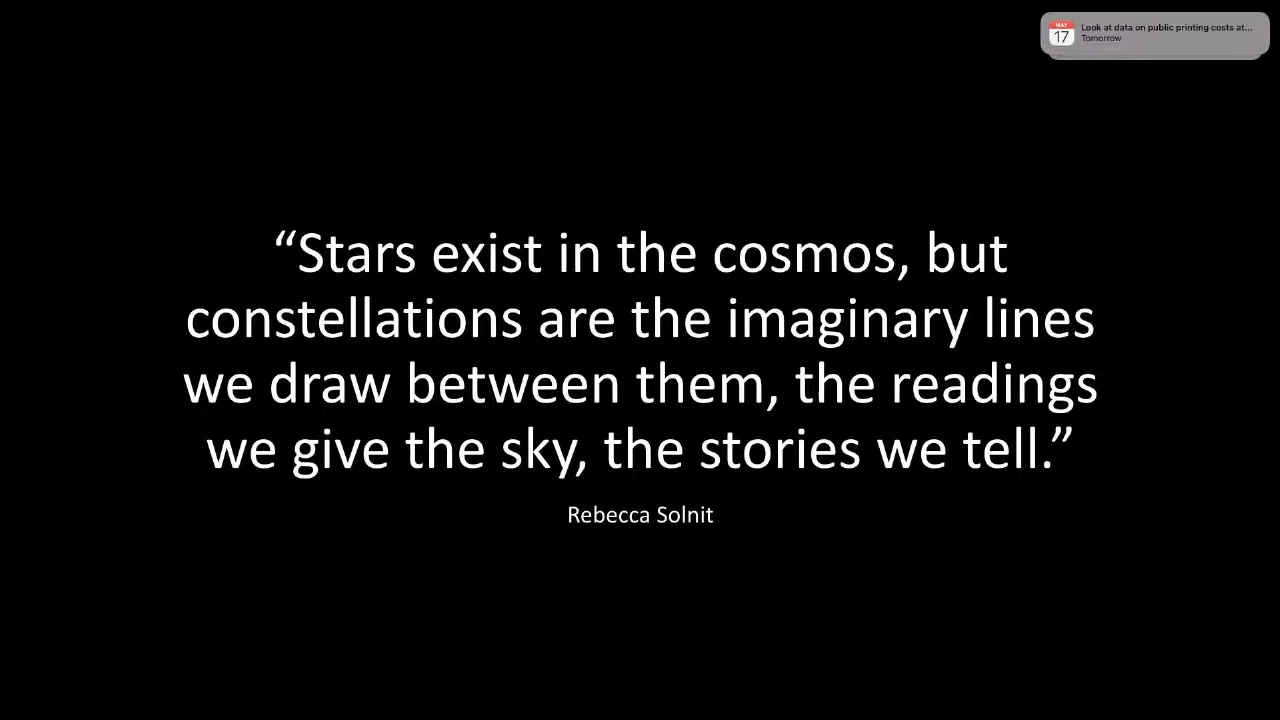 MAY
17
Look at data on public printing costs at...
Tomorrow
“Stars exist in the cosmos, but
constellations are the imaginary lines
we draw between them, the readings
we give the sky, the stories we tell.”
Rebecca Solnit